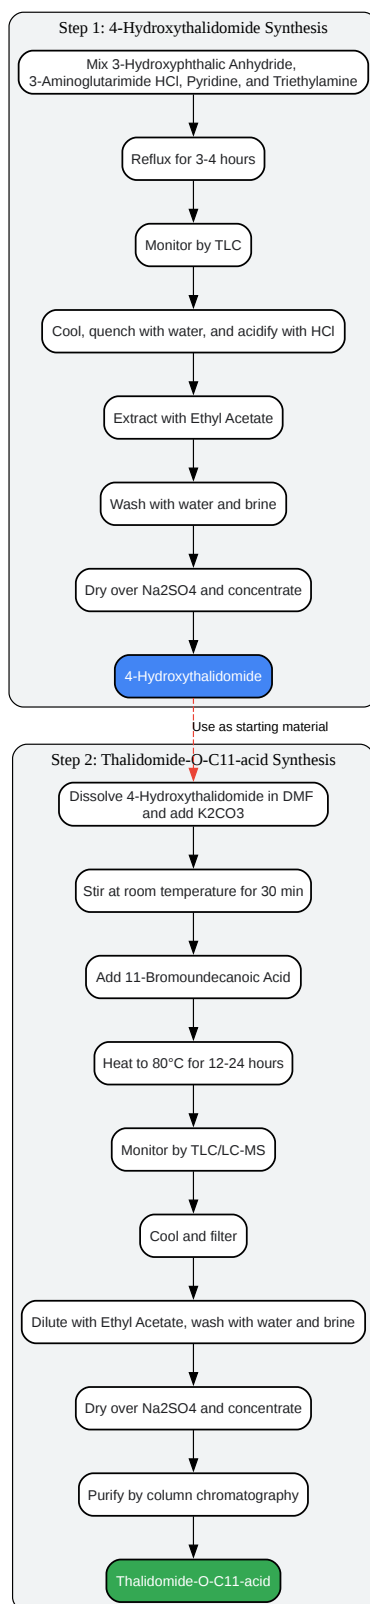 Step 1: 4-Hydroxythalidomide Synthesis
Mix 3-Hydroxyphthalic Anhydride,
3-Aminoglutarimide HCl, Pyridine, and Triethylamine
Reflux for 3-4 hours
Monitor by TLC
Cool, quench with water, and acidify with HCl
Extract with Ethyl Acetate
Wash with water and brine
Dry over Na2SO4 and concentrate
4-Hydroxythalidomide
Use as starting material
Step 2: Thalidomide-O-C11-acid Synthesis
Dissolve 4-Hydroxythalidomide in DMF
and add K2CO3
Stir at room temperature for 30 min
Add 11-Bromoundecanoic Acid
Heat to 80°C for 12-24 hours
Monitor by TLC/LC-MS
Cool and filter
Dilute with Ethyl Acetate, wash with water and brine
Dry over Na2SO4 and concentrate
Purify by column chromatography
Thalidomide-O-C11-acid